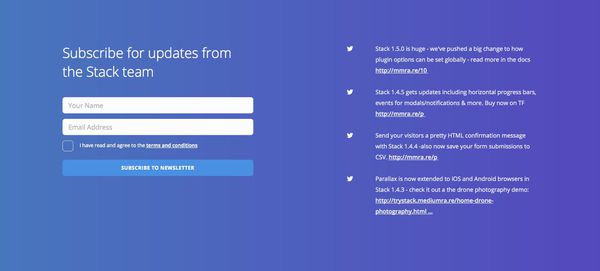 Subscribe for updates from
the Stack team
Your Name
Email Address
I have read and agree to the terms and conditions
SUBSCRIBE TO NEWSLETTER
Stack 1.5.0 is huge - we've pushed a big change to how
plugin options can be set globally - read more in the docs
http://mmra.re/10
Stack 1.4.5 gets updates including horizontal progress bars,
events for modals/notifications & more. Buy now on TF
http://mmra.re/p
Send your visitors a pretty HTML confirmation message
with Stack 1.4.4 -also now save your form submissions to
CSV. http://mmra.re/p
Parallax is now extended to IOS and Android browsers in
Stack 1.4.3 - check it out a the drone photography demo:
http://trystack.mediumra.re/home-drone-
photography.html ...